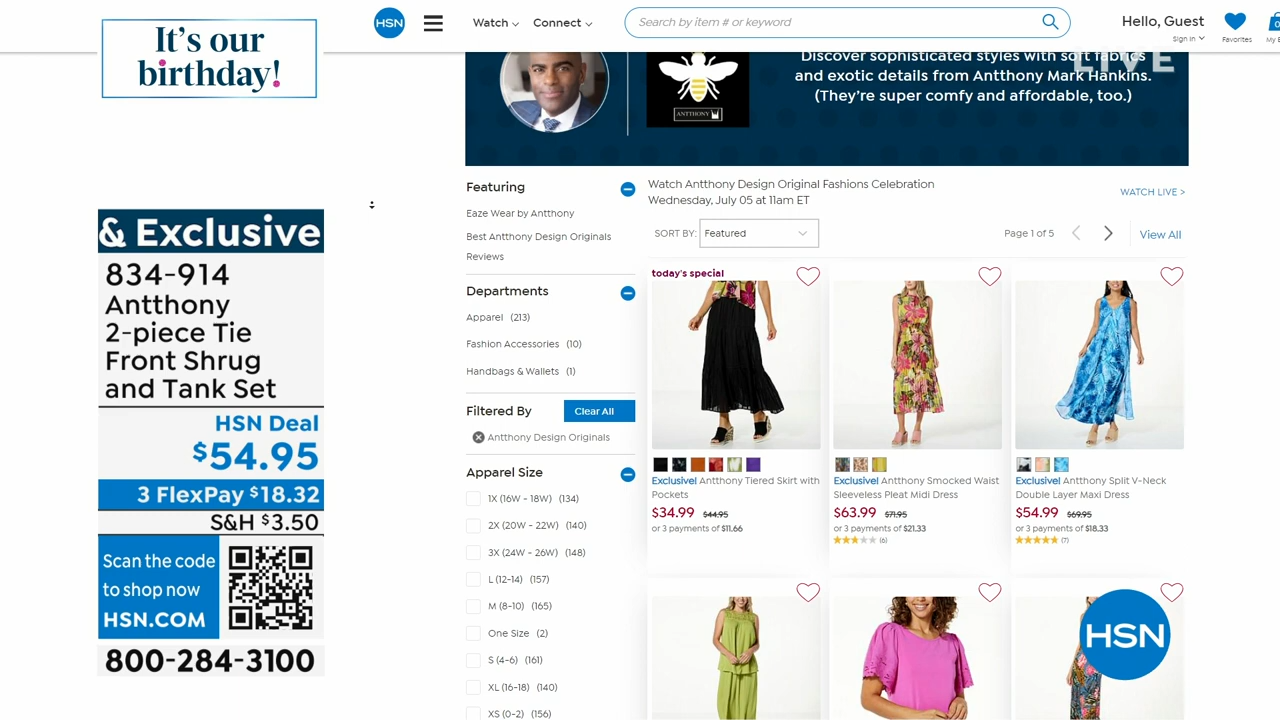 It's our
birthday!
HSN
Watch
Connect
Search by item # or keyword
Hello, Guest
Sign In
Favorites
0
My B
LIVE
Discover sophisticated styles with soft fabrics
and exotic details from Antthony Mark Hankins.
(They're super comfy and affordable, too.)
ANTTHONY
& Exclusive
834-914
Antthony
2-piece Tie
Front Shrug
and Tank Set
HSN Deal
$54.95
3 FlexPay $18.32
S&H $3.50
Scan the code
to shop now
HSN.COM
800-284-3100
Featuring
Eaze Wear by Antthony
Best Antthony Design Originals
Reviews
Departments
Apparel (213)
Fashion Accessories (10)
Handbags & Wallets (1)
Filtered By
Clear All
Antthony Design Originals
Apparel Size
1X (16W - 18W) (134)
2X (20W - 22W) (140)
3X (24W - 26W) (148)
L (12-14) (157)
M (8-10) (165)
One Size (2)
S (4-6) (161)
XL (16-18) (140)
XS (0-2) (156)
Watch Antthony Design Original Fashions Celebration
Wednesday, July 05 at 11am ET
WATCH LIVE >
SORT BY: Featured
Page 1 of 5
View All
today's special
Exclusive! Antthony Tiered Skirt with
Pockets
$34.99 $44.95
or 3 payments of $11.66
Exclusive! Antthony Smocked Waist
Sleeveless Pleat Midi Dress
$63.99 $71.95
or 3 payments of $21.33
(6)
Exclusive! Antthony Split V-Neck
Double Layer Maxi Dress
$54.99 $69.95
or 3 payments of $18.33
(7)
HSN